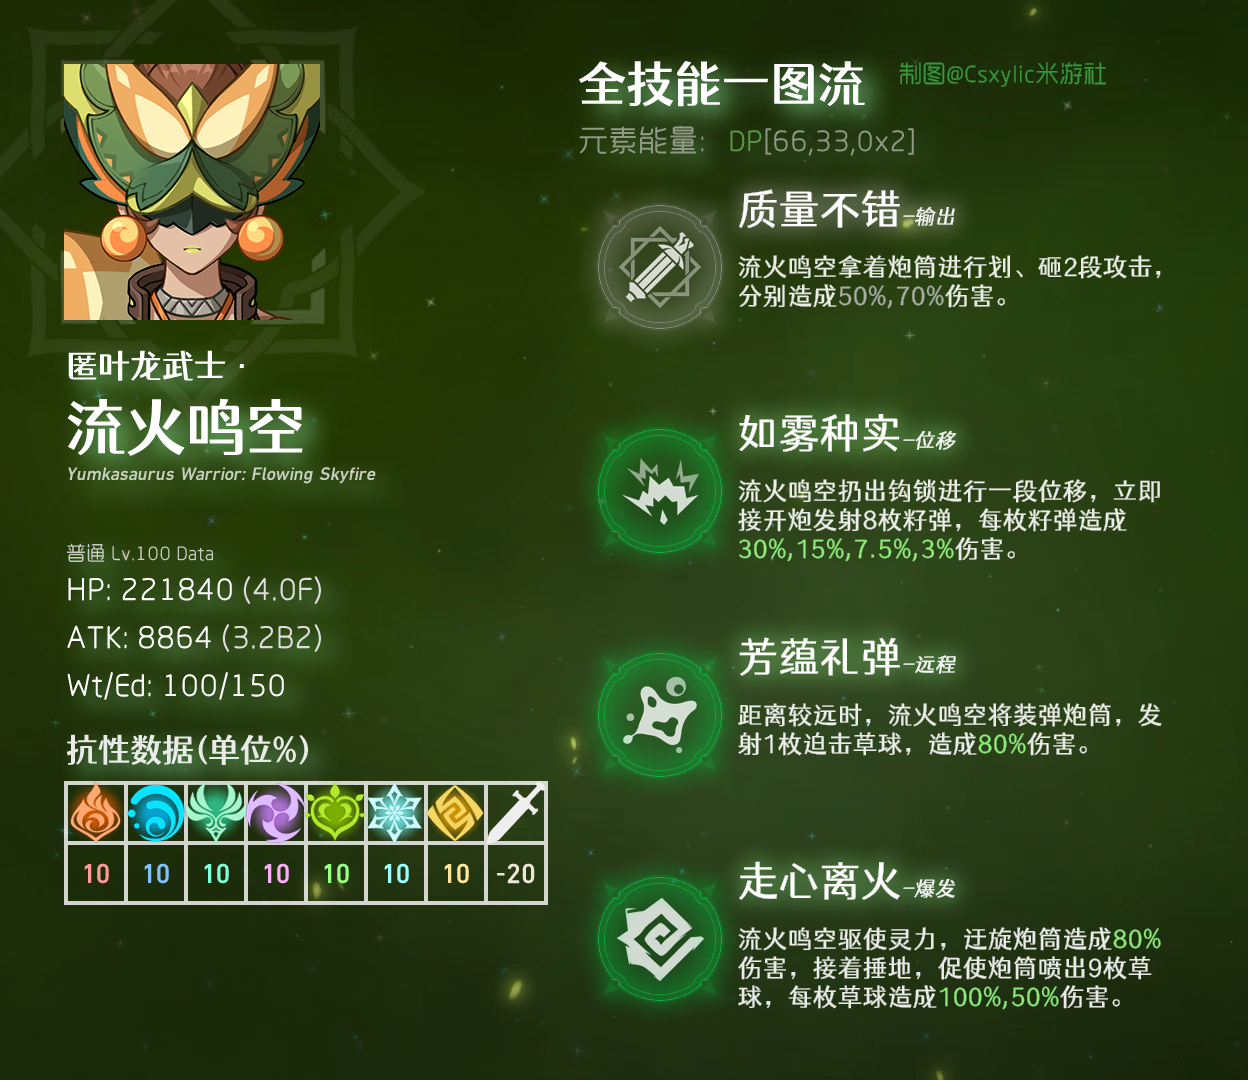 全技能一图流
制图@Csxylic米游社
元素能量: DP[66,33,0x2]
匿叶龙武士·
流火鸣空
Yumkasaurus Warrior: Flowing Skyfire
普通 Lv.100 Data
HP: 221840 (4.0F)
ATK: 8864 (3.2B2)
Wt/Ed: 100/150
抗性数据(单位%)
10 10 10 10 10 10 10 -20
质量不错-输出
流火鸣空拿着炮筒进行划、砸2段攻击，
分别造成50%,70%伤害。
如雾种实-位移
流火鸣空扔出钩锁进行一段位移，立即
接开炮发射8枚籽弹，每枚籽弹造成
30%,15%,7.5%,3%伤害。
芳蕴礼弹-远程
距离较远时，流火鸣空将装弹炮筒，发
射1枚迫击草球，造成80%伤害。
走心离火-爆发
流火鸣空驱使灵力，迂旋炮筒造成80%
伤害，接着捶地，促使炮筒喷出9枚草
球，每枚草球造成100%,50%伤害。